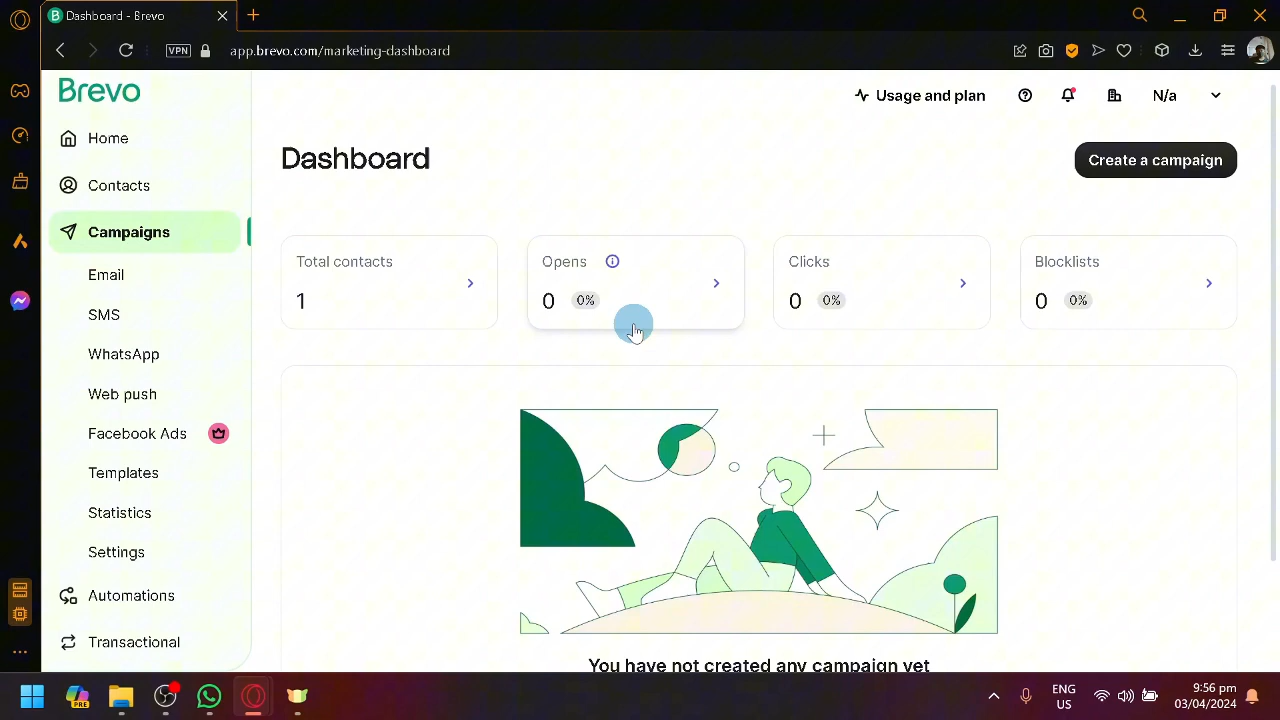 Dashboard - Brevo
VPN
app.brevo.com/marketing-dashboard
Brevo
Usage and plan
N/a
Home
Contacts
Campaigns
Email
SMS
WhatsApp
Web push
Facebook Ads
Templates
Statistics
Settings
Automations
Transactional
Dashboard
Create a campaign
Total contacts
1
Opens
0 0%
Clicks
0 0%
Blocklists
0 0%
You have not created any campaign yet
PRE
ENG
US
9:56 pm
03/04/2024